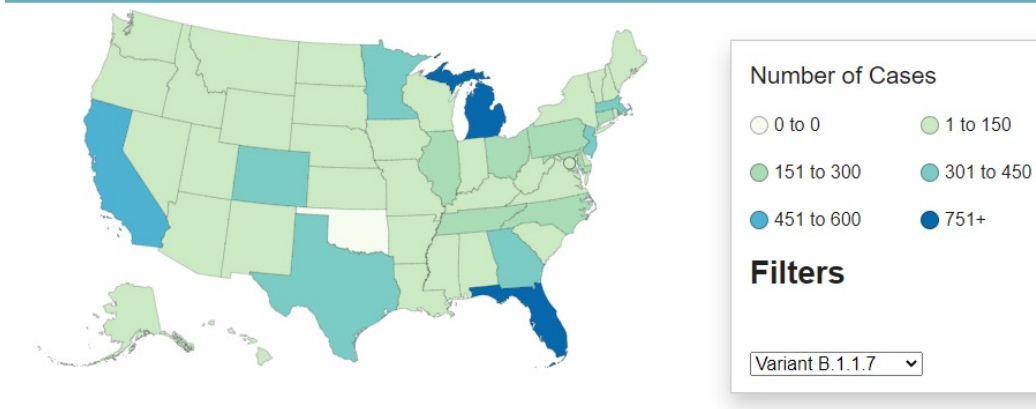 Number of Cases
0 to 0
1 to 150
151 to 300
301 to 450
451 to 600
751+
Filters
Variant B.1.1.7